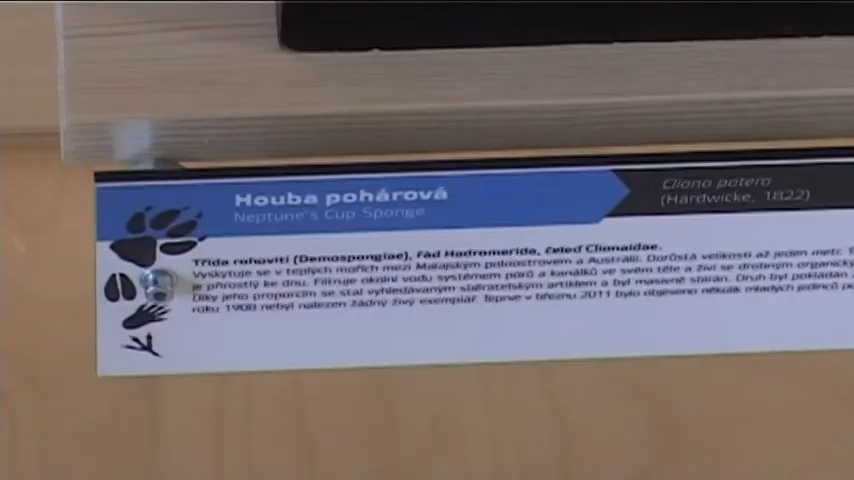 Houba pohárová
Neptune's Cup Sponge
Cliona patera
(Hardwicke, 1822)
Třída rohovití (Demospongiae), řád Hadromerida, čeleď Clionaidae.
Vyskytuje se v teplých mořích mezi Malajským poloostrovem a Austrálií. Dorůstá velikosti až jeden metr.
je přirostlý ke dnu. Filtruje okolní vodu systémem pórů a kanálků ve svém těle a živí se drobným organický
Díky jeho proporcím se stal vyhledávaným sběratelským artiklem a byl masivně sbírán. Druh byl pokládán
roku 1908 nebyl nalezen žádný živý exemplář. Teprve v březnu 2011 bylo objeveno několik mladých jedinců